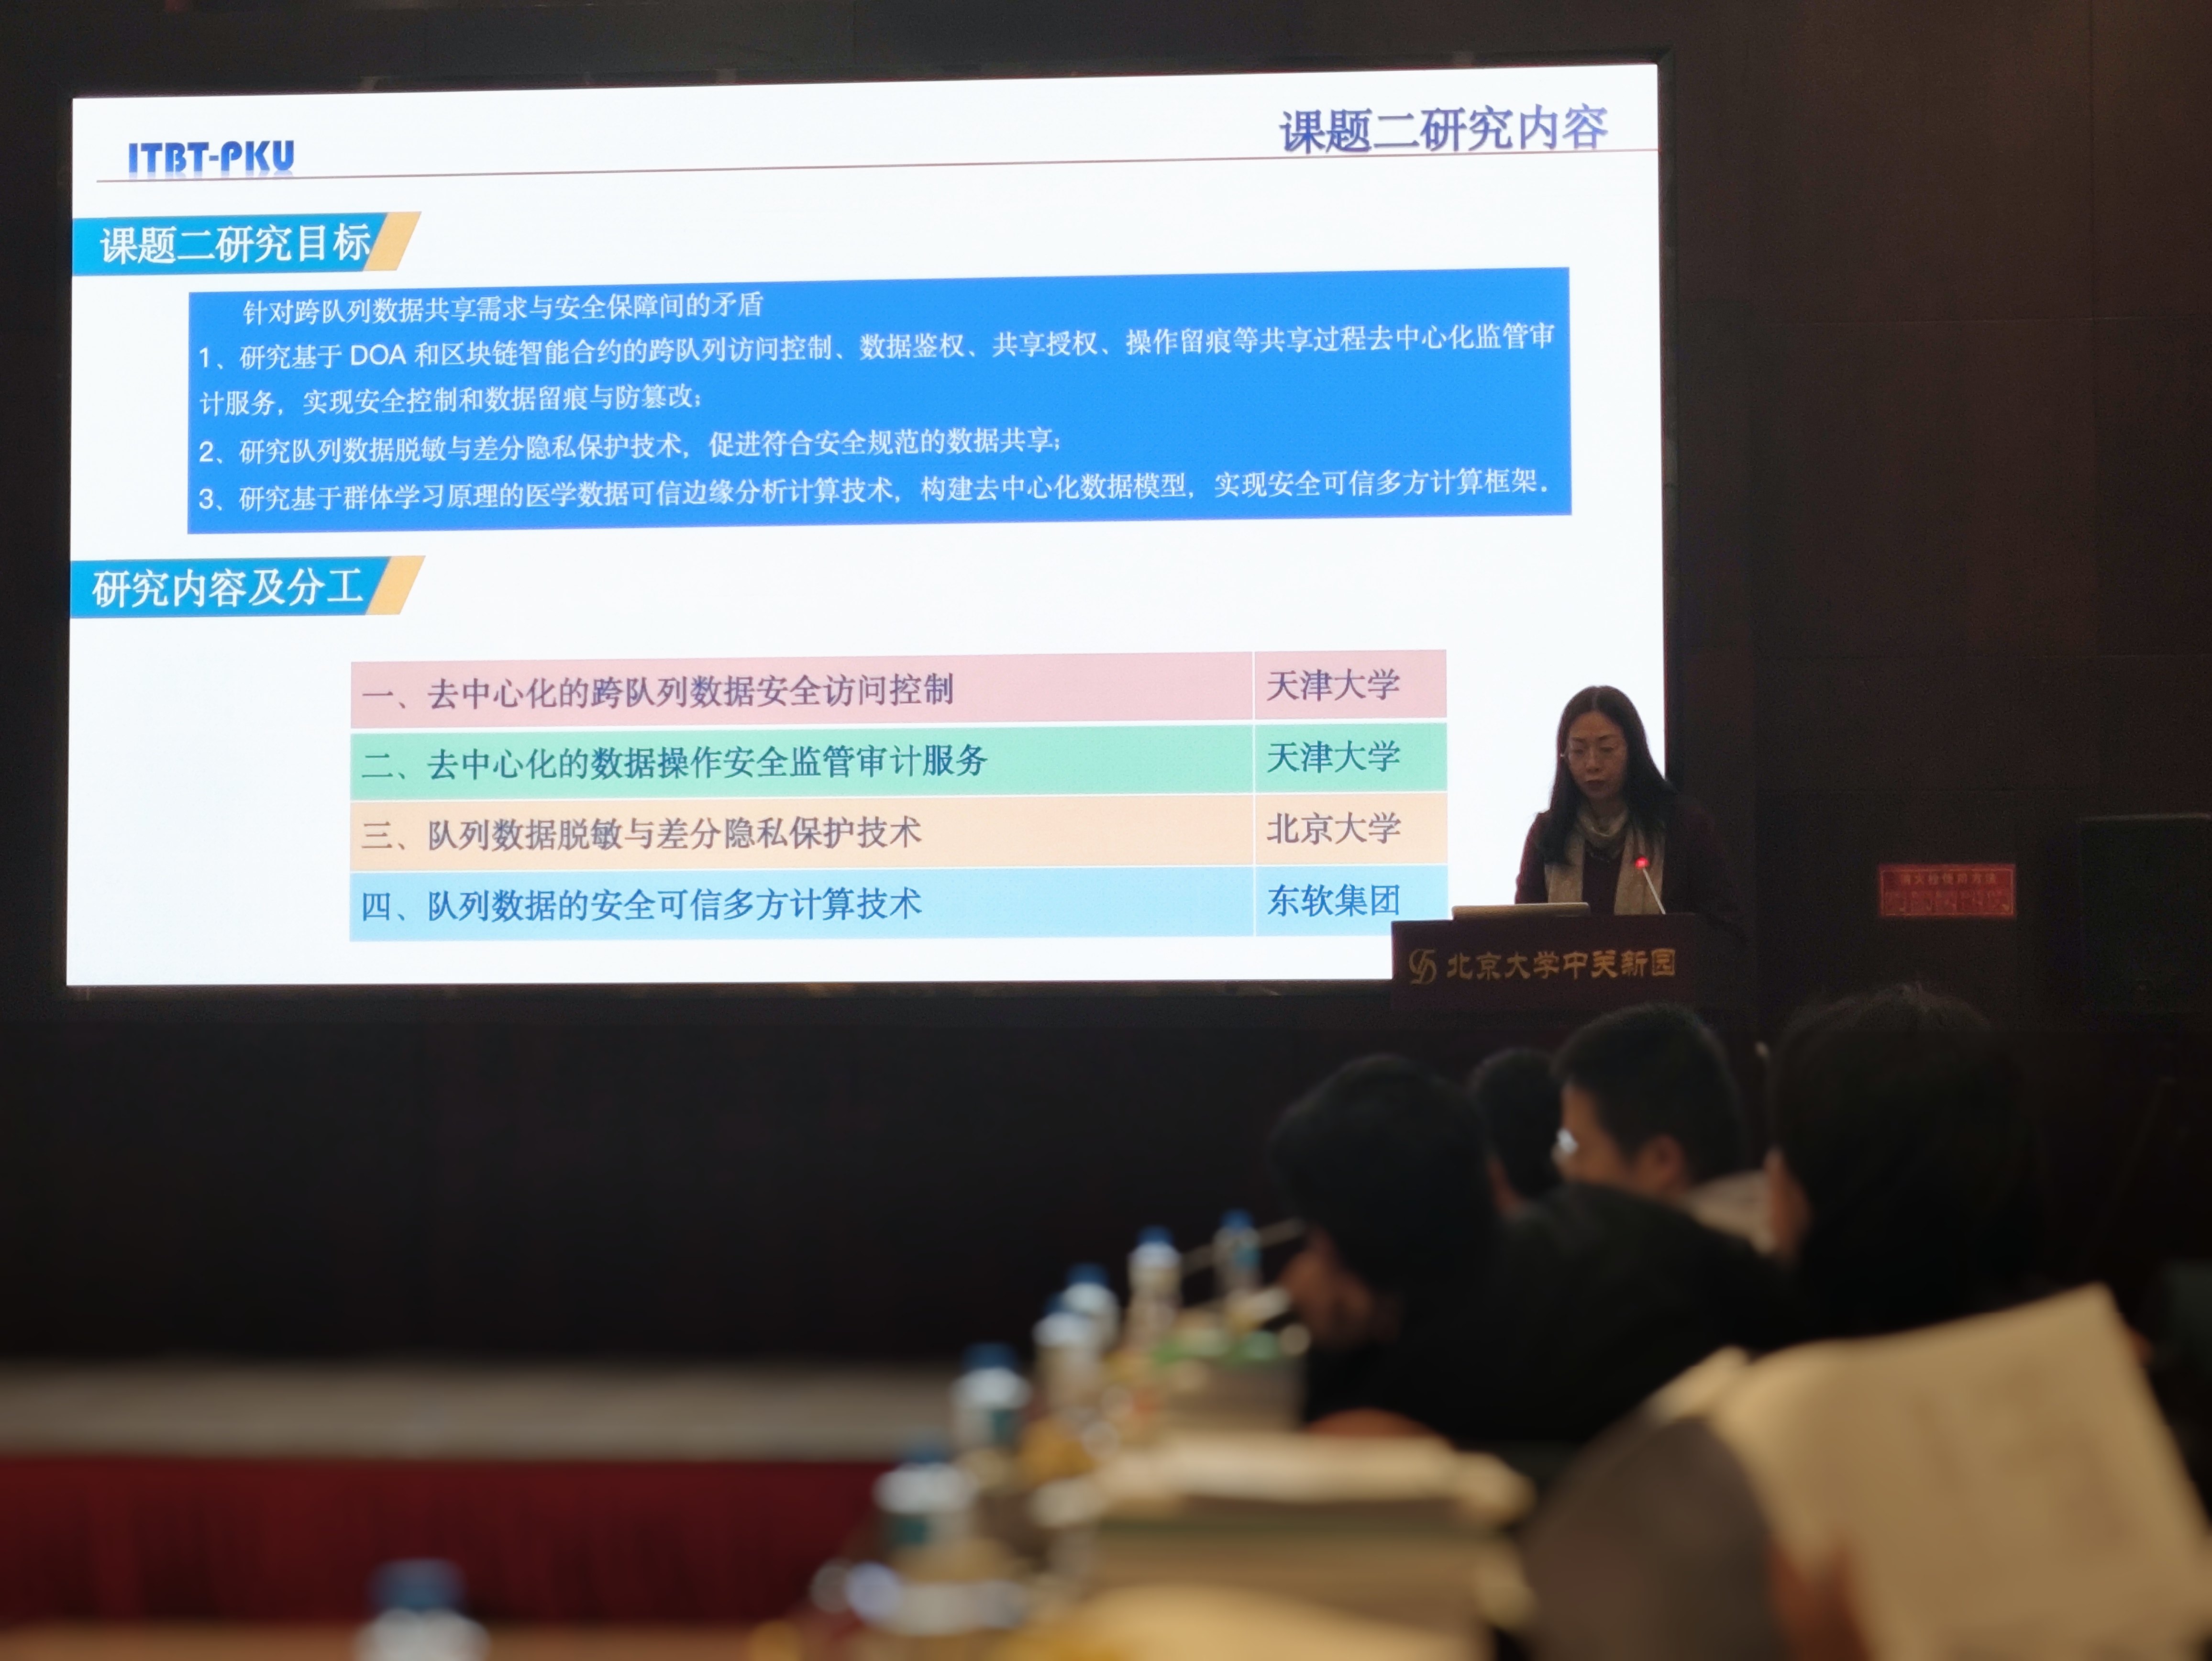 ITBT-PKU
课题二研究内容
课题二研究目标
针对跨队列数据共享需求与安全保障间的矛盾
1、研究基于 DOA 和区块链智能合约的跨队列访问控制、数据鉴权、共享授权、操作留痕等共享过程去中心化监管审
计服务，实现安全控制和数据留痕与防篡改；
2、研究队列数据脱敏与差分隐私保护技术，促进符合安全规范的数据共享；
3、研究基于群体学习原理的医学数据可信边缘分析计算技术，构建去中心化数据模型，实现安全可信多方计算框架。
研究内容及分工
一、去中心化的跨队列数据安全访问控制 天津大学
二、去中心化的数据操作安全监管审计服务 天津大学
三、队列数据脱敏与差分隐私保护技术 北京大学
四、队列数据的安全可信多方计算技术 东软集团
北京大学中关新园
消火栓使用方法